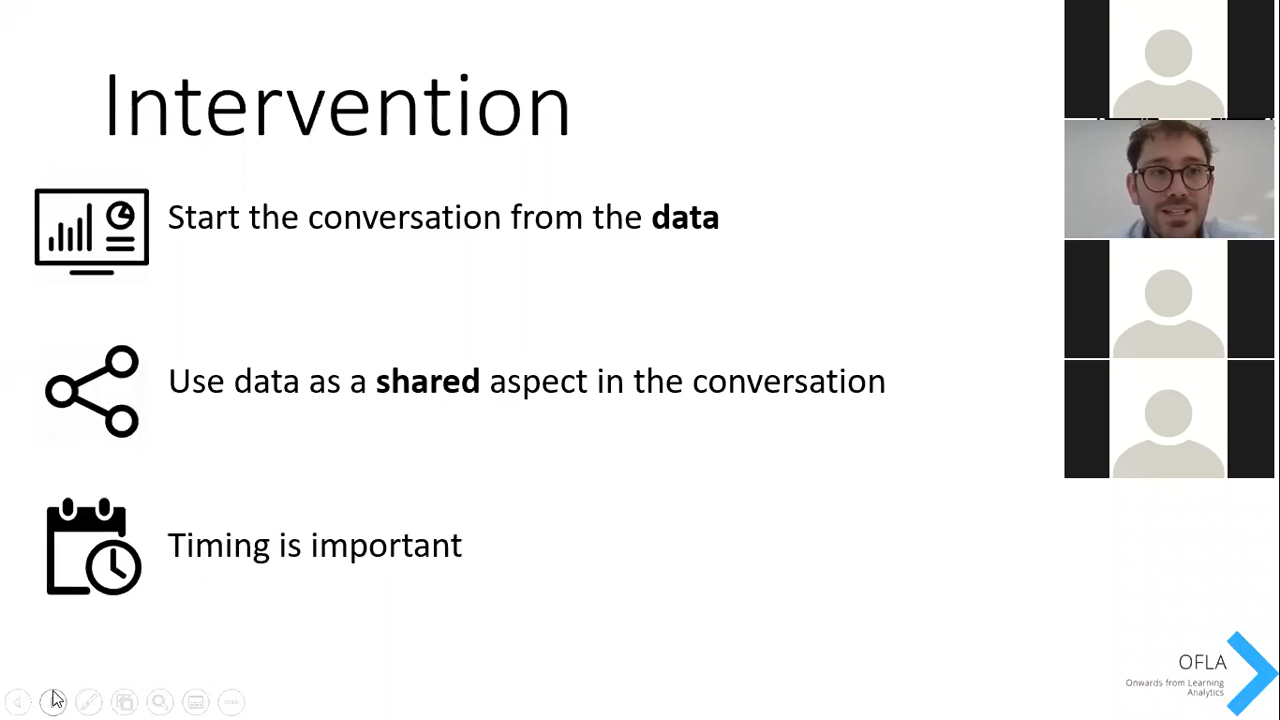 Intervention
Start the conversation from the data
Use data as a shared aspect in the conversation
Timing is important
OFLA
Onwards from Learning
Analytics